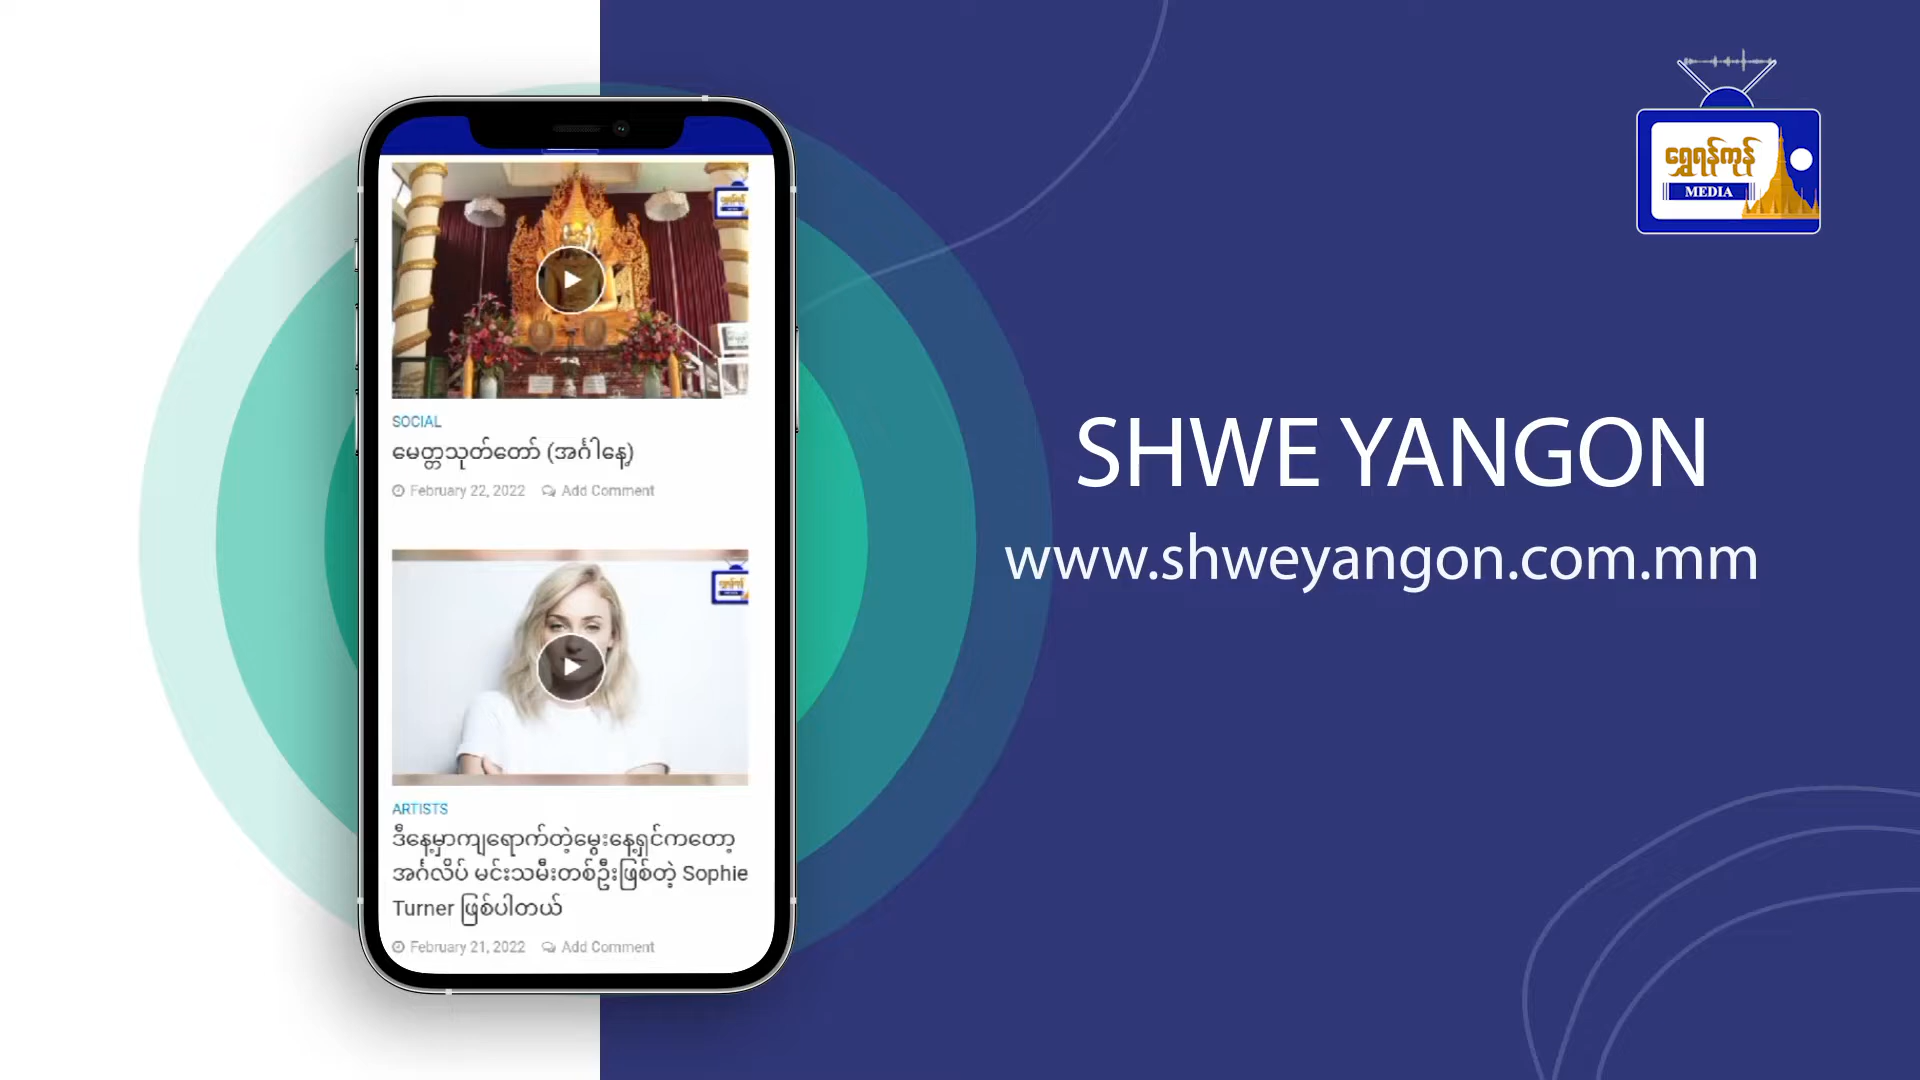 SOCIAL
မေတ္တသုတ်တော် (အင်္ဂါနေ့)
February 22, 2022 Add Comment
ARTISTS
ဒီနေ့မှာကျရောက်တဲ့မွေးနေ့ရှင်ကတော့
အင်္ဂလိပ် မင်းသမီးတစ်ဦးဖြစ်တဲ့ Sophie
Turner ဖြစ်ပါတယ်
February 21, 2022 Add Comment
ရွှေရန်ကုန်
MEDIA
SHWE YANGON
www.shweyangon.com.mm